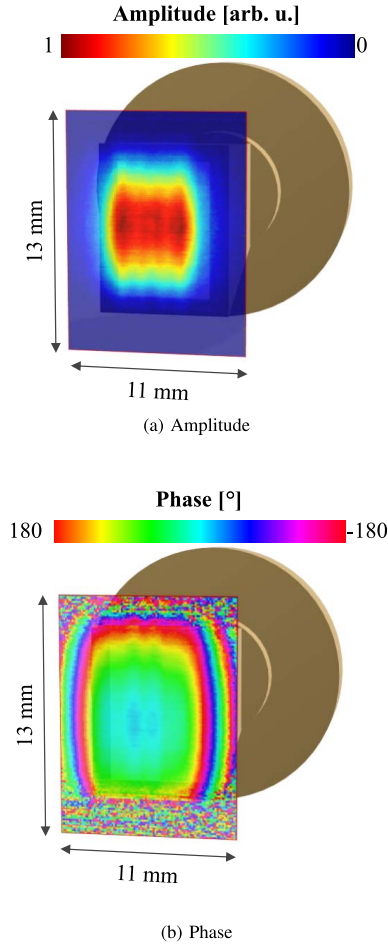 Amplitude [arb. u.]
1 0
13 mm
11 mm
(a) Amplitude
Phase [°]
180 -180
13 mm
11 mm
(b) Phase